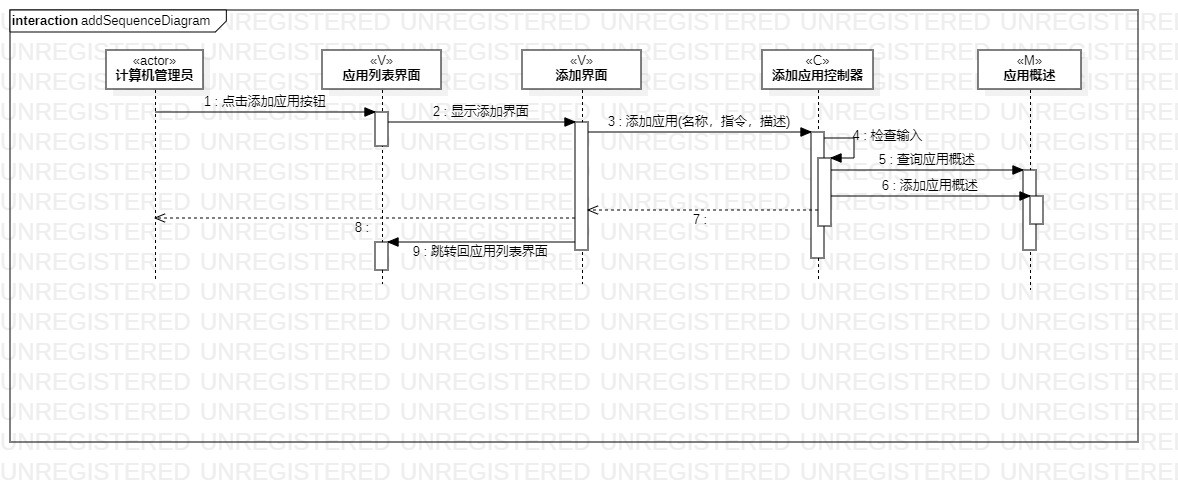 interaction addSequenceDiagram
«actor»
计算机管理员
«V»
应用列表界面
«V»
添加界面
«C»
添加应用控制器
«M»
应用概述
1 : 点击添加应用按钮
2 : 显示添加界面
3 : 添加应用(名称，指令，描述)
4 : 检查输入
5 : 查询应用概述
6 : 添加应用概述
7 :
8 :
9 : 跳转回应用列表界面
UNREGISTERED